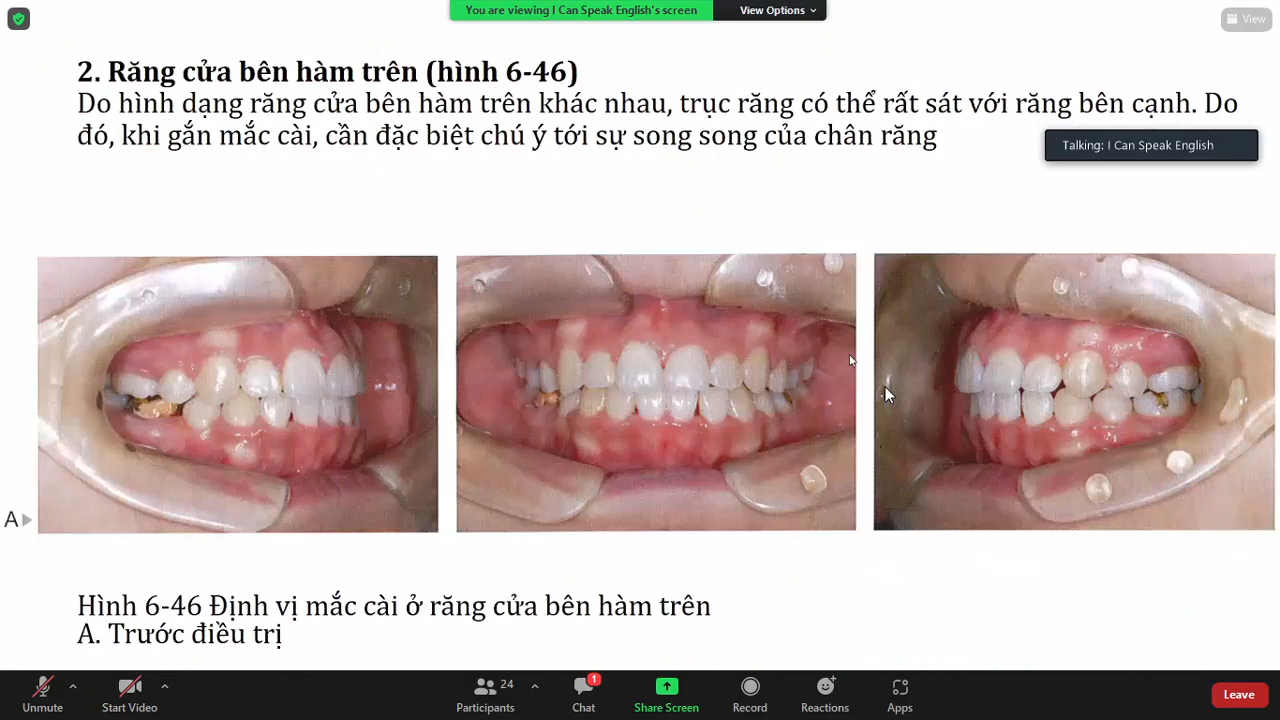 You are viewing I Can Speak English's screen
View Options
View
2. Răng cửa bên hàm trên (hình 6-46)
Do hình dạng răng cửa bên hàm trên khác nhau, trục răng có thể rất sát với răng bên cạnh. Do
đó, khi gắn mắc cài, cần đặc biệt chú ý tới sự song song của chân răng
Talking: I Can Speak English
A
Hình 6-46 Định vị mắc cài ở răng cửa bên hàm trên
A. Trước điều trị
Unmute
Start Video
Participants
24
Chat
1
Share Screen
Record
Reactions
Apps
Leave